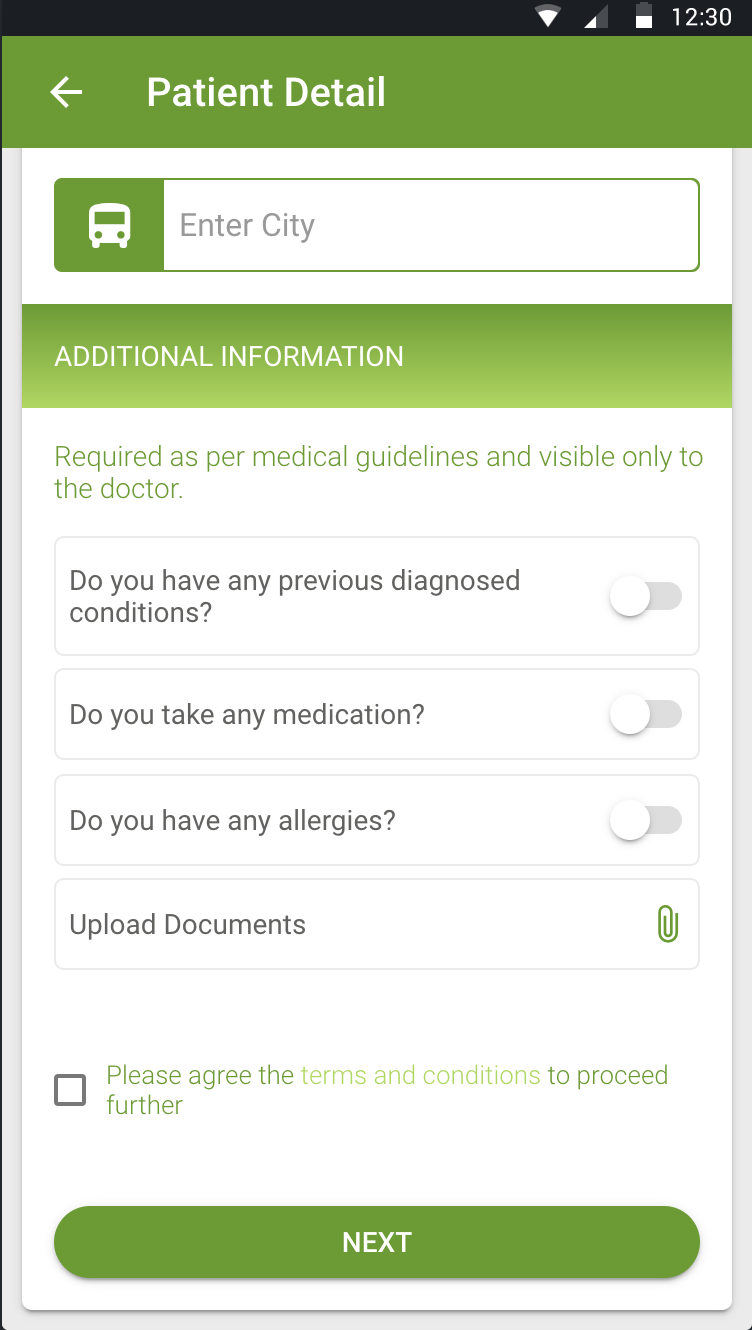 12:30
Patient Detail
Enter City
ADDITIONAL INFORMATION
Required as per medical guidelines and visible only to
the doctor.
Do you have any previous diagnosed
conditions?
Do you take any medication?
Do you have any allergies?
Upload Documents
Please agree the terms and conditions to proceed
further
NEXT